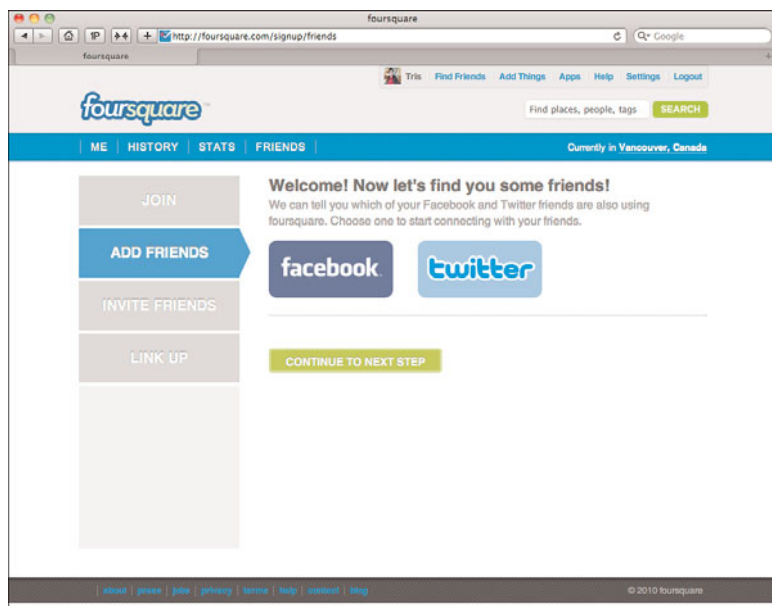 foursquare
1P + http://foursquare.com/signup/friends Google
foursquare
Tris Find Friends Add Things Apps Help Settings Logout
foursquare
Find places, people, tags SEARCH
ME | HISTORY | STATS | FRIENDS |
Currently in Vancouver, Canada
JOIN
ADD FRIENDS
INVITE FRIENDS
LINK UP
Welcome! Now let's find you some friends!
We can tell you which of your Facebook and Twitter friends are also using
foursquare. Choose one to start connecting with your friends.
facebook.
twitter
CONTINUE TO NEXT STEP
| about | press | jobs | privacy | terms | help | contact | blog
© 2010 foursquare